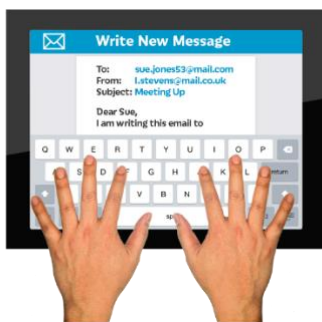 Write New Message
To: sue.jones53@mail.com
From: l.stevens@mail.co.uk
Subject: Meeting Up
Dear Sue,
I am writing this email to
Q W E R T Y U I O P
S D F G H J K L return
V B N